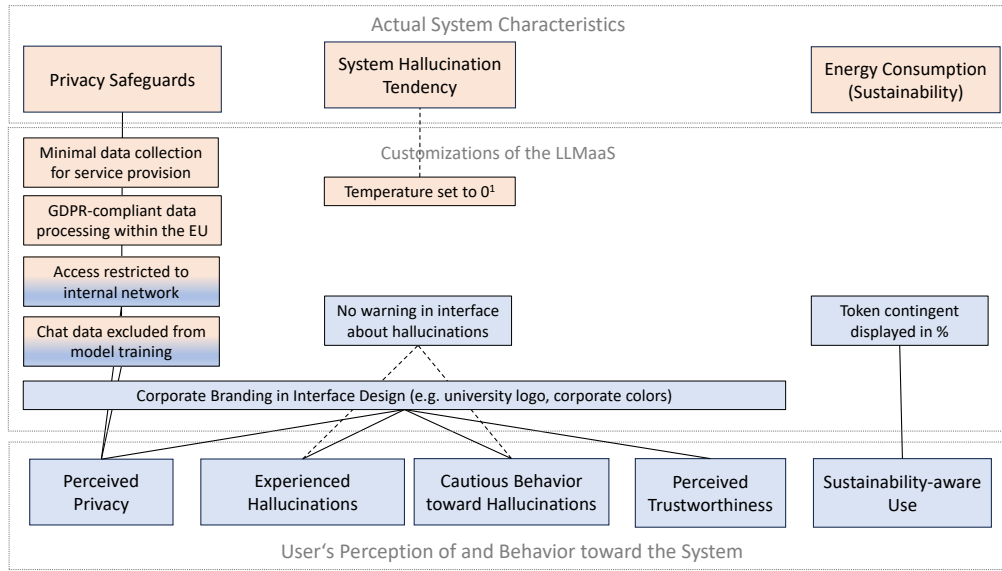 Actual System Characteristics
Privacy Safeguards
System Hallucination
Tendency
Energy Consumption
(Sustainability)
Customizations of the LLMaaS
Minimal data collection
for service provision
Temperature set to 0¹
GDPR-compliant data
processing within the EU
Access restricted to
internal network
No warning in interface
about hallucinations
Token contingent
displayed in %
Chat data excluded from
model training
Corporate Branding in Interface Design (e.g. university logo, corporate colors)
Perceived
Privacy
Experienced
Hallucinations
Cautious Behavior
toward Hallucinations
Perceived
Trustworthiness
Sustainability-aware
Use
User‘s Perception of and Behavior toward the System